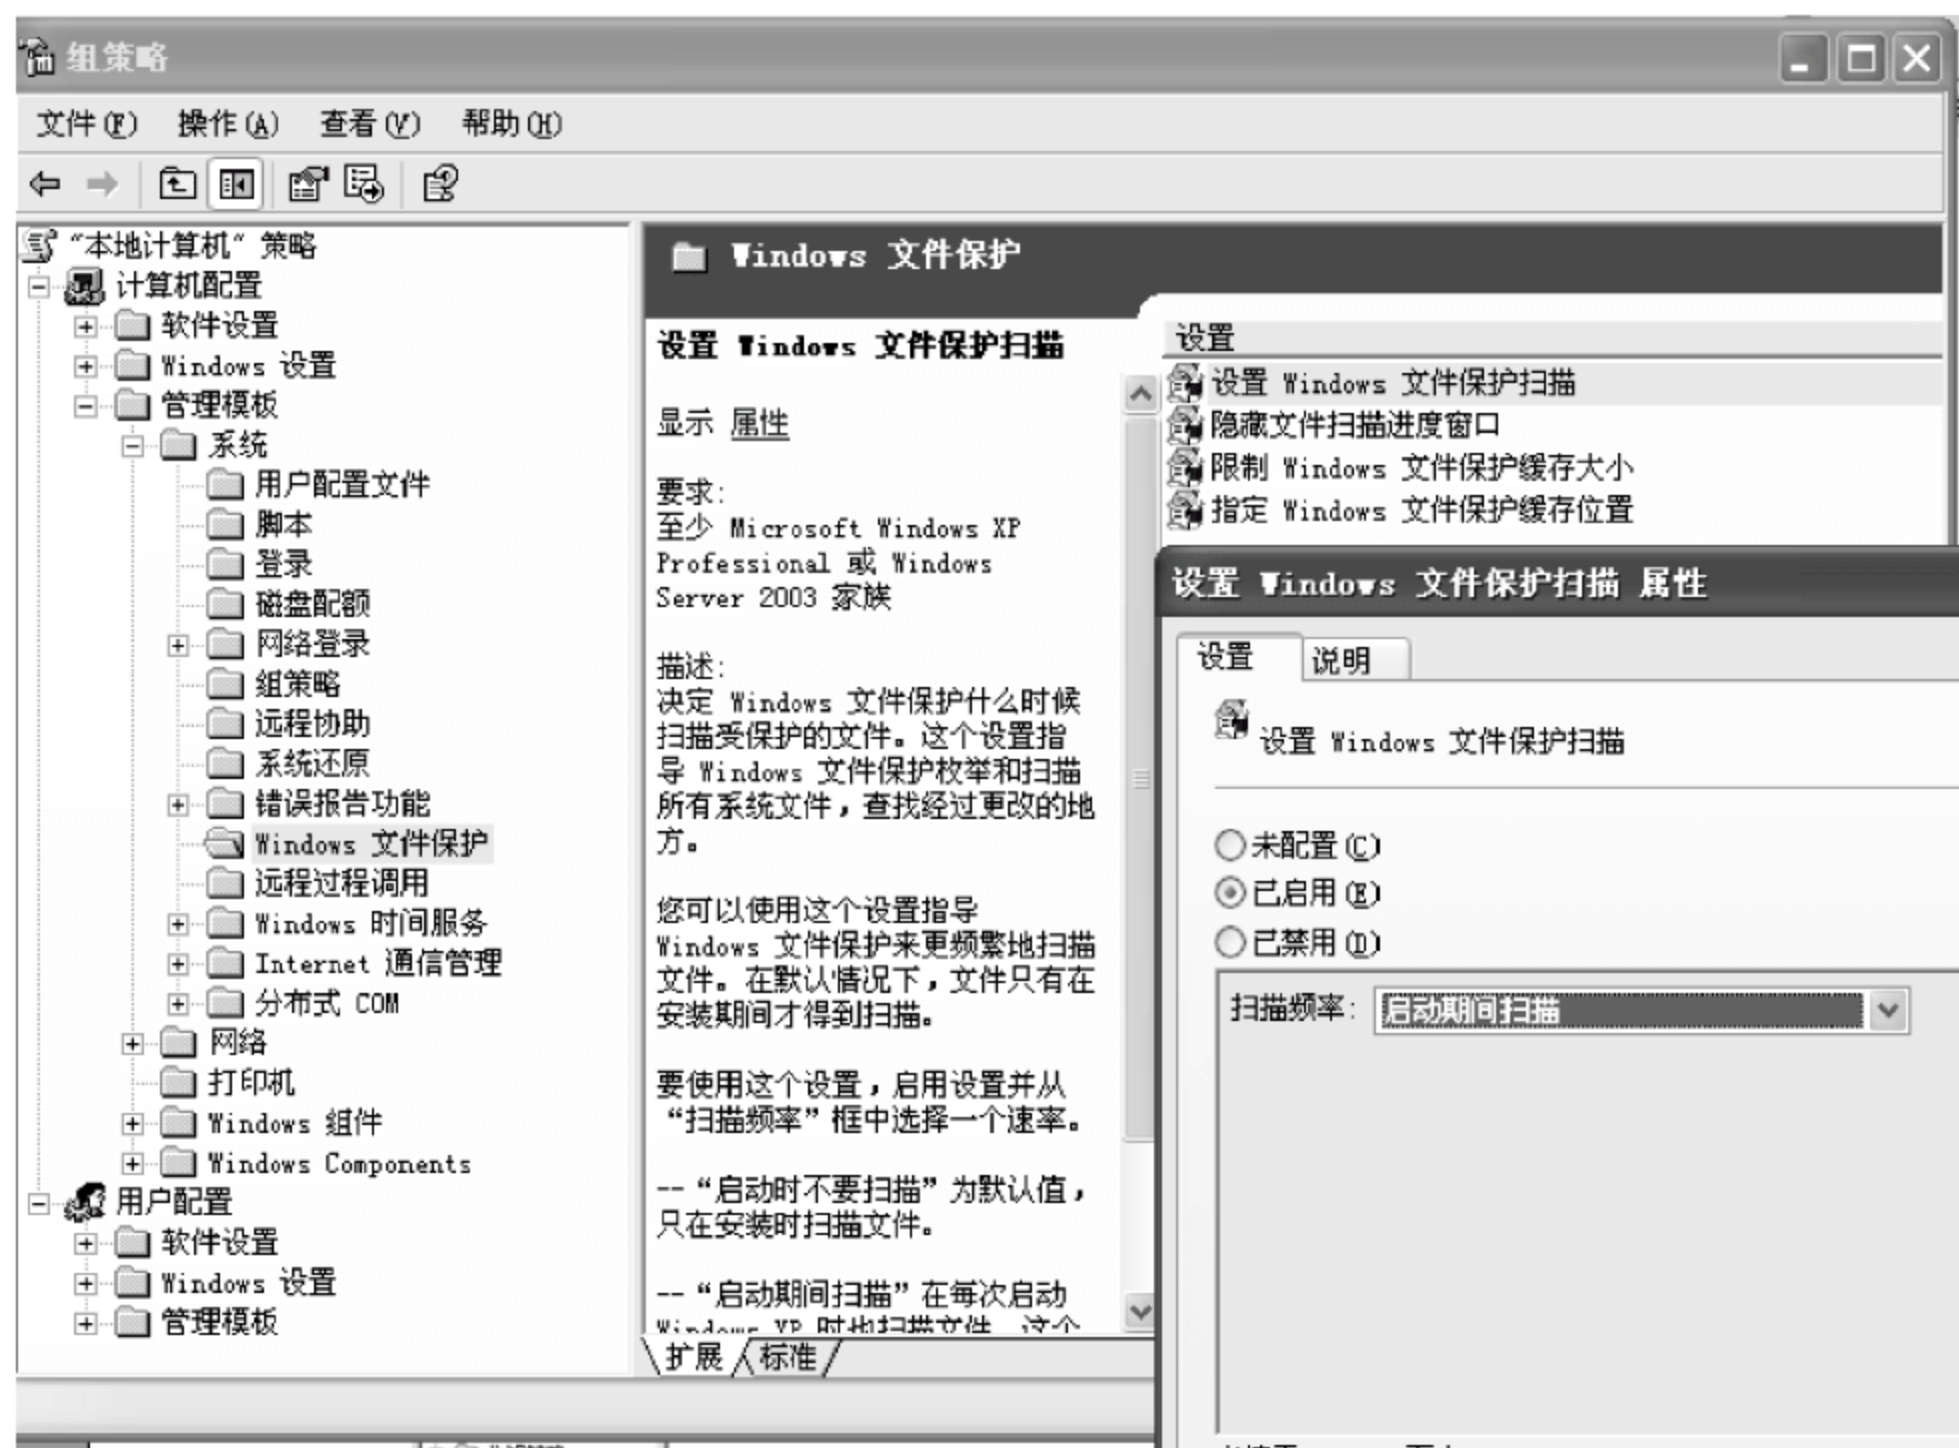 组策略
文件(F) 操作(A) 查看(V) 帮助(H)
“本地计算机”策略
计算机配置
软件设置
Windows 设置
管理模板
系统
用户配置文件
脚本
登录
磁盘配额
网络登录
组策略
远程协助
系统还原
错误报告功能
Windows 文件保护
远程过程调用
Windows 时间服务
Internet 通信管理
分布式 COM
网络
打印机
Windows 组件
Windows Components
用户配置
软件设置
Windows 设置
管理模板
Windows 文件保护
设置 Windows 文件保护扫描
显示 属性
要求:
至少 Microsoft Windows XP
Professional 或 Windows
Server 2003 家族
描述:
决定 Windows 文件保护什么时候
扫描受保护的文件。这个设置指
导 Windows 文件保护枚举和扫描
所有系统文件，查找经过更改的地
方。
您可以使用这个设置指导
Windows 文件保护来更频繁地扫描
文件。在默认情况下，文件只有在
安装期间才得到扫描。
要使用这个设置，启用设置并从
“扫描频率”框中选择一个速率。
-- “启动时不要扫描”为默认值，
只在安装时扫描文件。
-- “启动期间扫描”在每次启动
Windows XP 时也扫描文件 这个
扩展 标准
设置
设置 Windows 文件保护扫描
隐藏文件扫描进度窗口
限制 Windows 文件保护缓存大小
指定 Windows 文件保护缓存位置
设置 Windows 文件保护扫描 属性
设置 说明
设置 Windows 文件保护扫描
未配置(C)
已启用(E)
已禁用(D)
扫描频率: 启动期间扫描